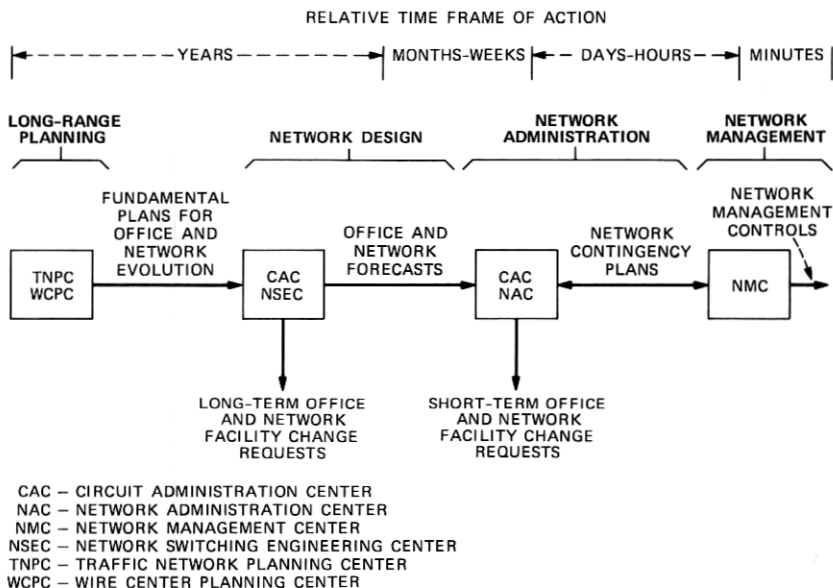 RELATIVE TIME FRAME OF ACTION
YEARS
MONTHS-WEEKS
DAYS-HOURS
MINUTES
LONG-RANGE
PLANNING
NETWORK DESIGN
NETWORK
ADMINISTRATION
NETWORK
MANAGEMENT
FUNDAMENTAL
PLANS FOR
OFFICE AND
NETWORK
EVOLUTION
OFFICE AND
NETWORK
FORECASTS
NETWORK
CONTINGENCY
PLANS
NETWORK
MANAGEMENT
CONTROLS
TNPC
WCPC
CAC
NSEC
CAC
NAC
NMC
LONG-TERM OFFICE
AND NETWORK
FACILITY CHANGE
REQUESTS
SHORT-TERM OFFICE
AND NETWORK
FACILITY CHANGE
REQUESTS
CAC – CIRCUIT ADMINISTRATION CENTER
NAC – NETWORK ADMINISTRATION CENTER
NMC – NETWORK MANAGEMENT CENTER
NSEC – NETWORK SWITCHING ENGINEERING CENTER
TNPC – TRAFFIC NETWORK PLANNING CENTER
WCPC – WIRE CENTER PLANNING CENTER